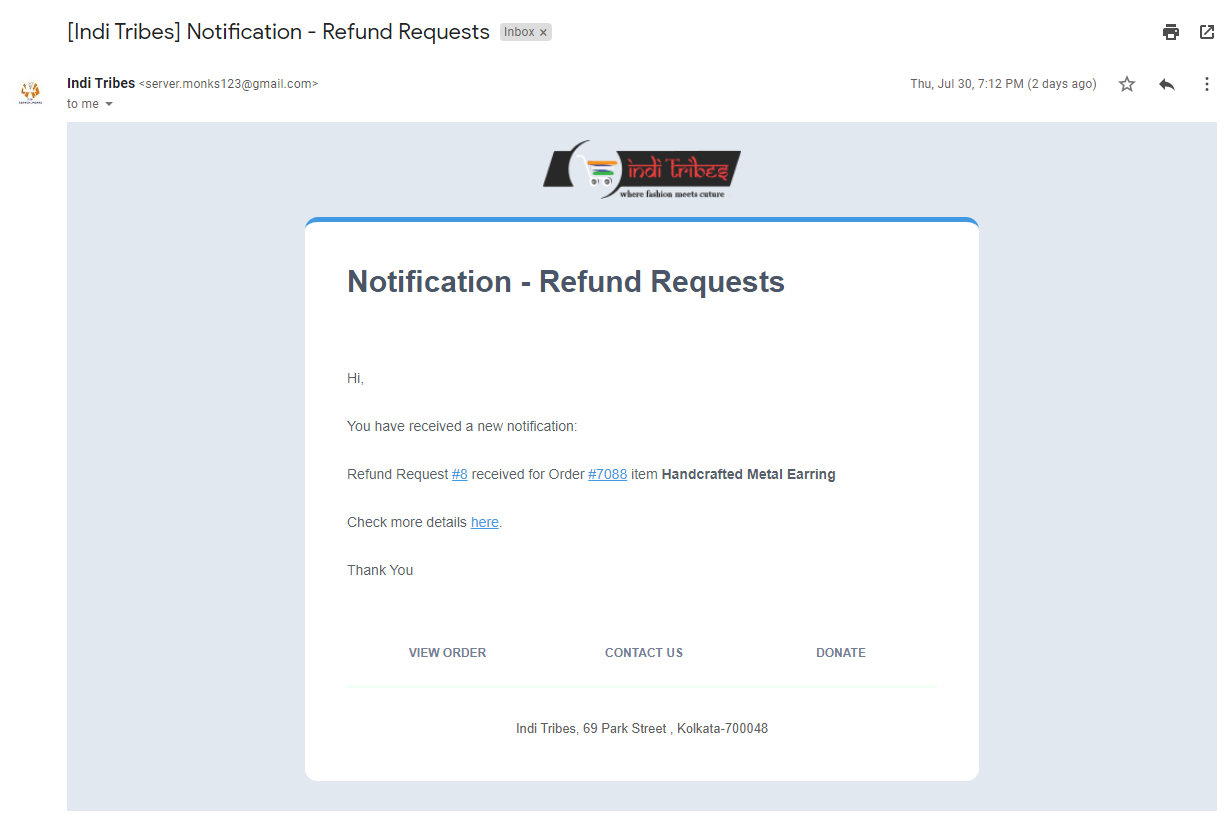 [Indi Tribes] Notification - Refund Requests Inbox ×
Indi Tribes <server.monks123@gmail.com> Thu, Jul 30, 7:12 PM (2 days ago)
to me
indi Tribes
where fashion meets cuture
Notification - Refund Requests
Hi,
You have received a new notification:
Refund Request #8 received for Order #7088 item Handcrafted Metal Earring
Check more details here.
Thank You
VIEW ORDER CONTACT US DONATE
Indi Tribes, 69 Park Street , Kolkata-700048